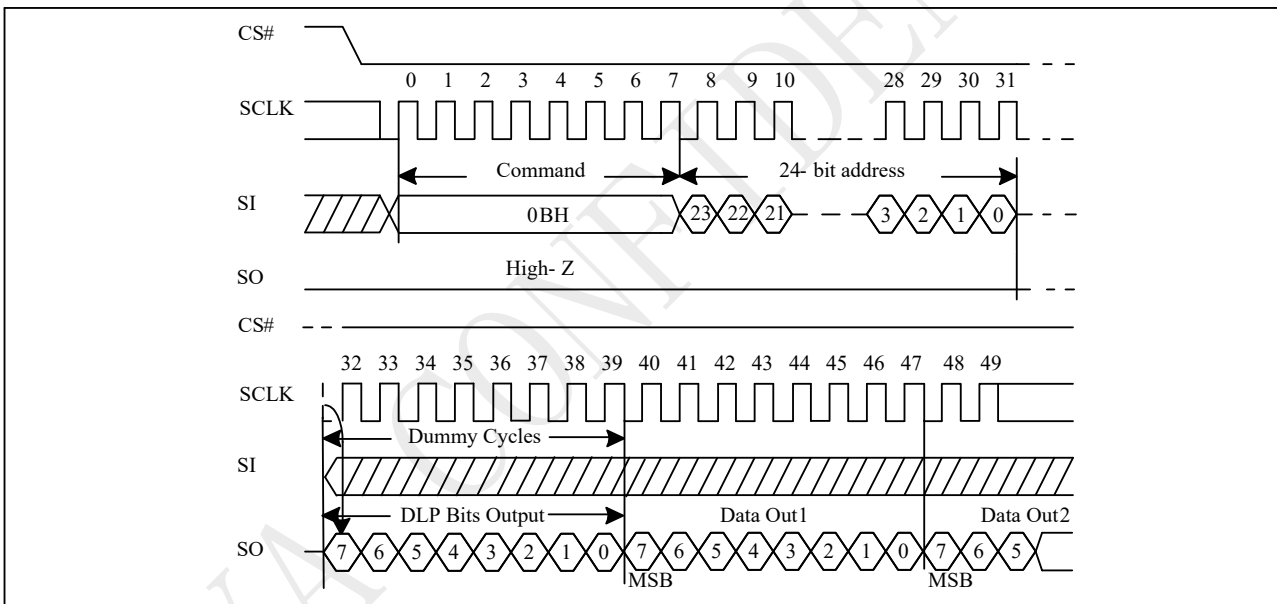 CS#
0 1 2 3 4 5 6 7 8 9 10 28 29 30 31
SCLK
Command 24- bit address
SI
0BH 23 22 21 3 2 1 0
High- Z
SO
CS#
32 33 34 35 36 37 38 39 40 41 42 43 44 45 46 47 48 49
SCLK
Dummy Cycles
SI
DLP Bits Output Data Out1 Data Out2
SO 7 6 5 4 3 2 1 0 7 6 5 4 3 2 1 0 7 6 5
MSB MSB